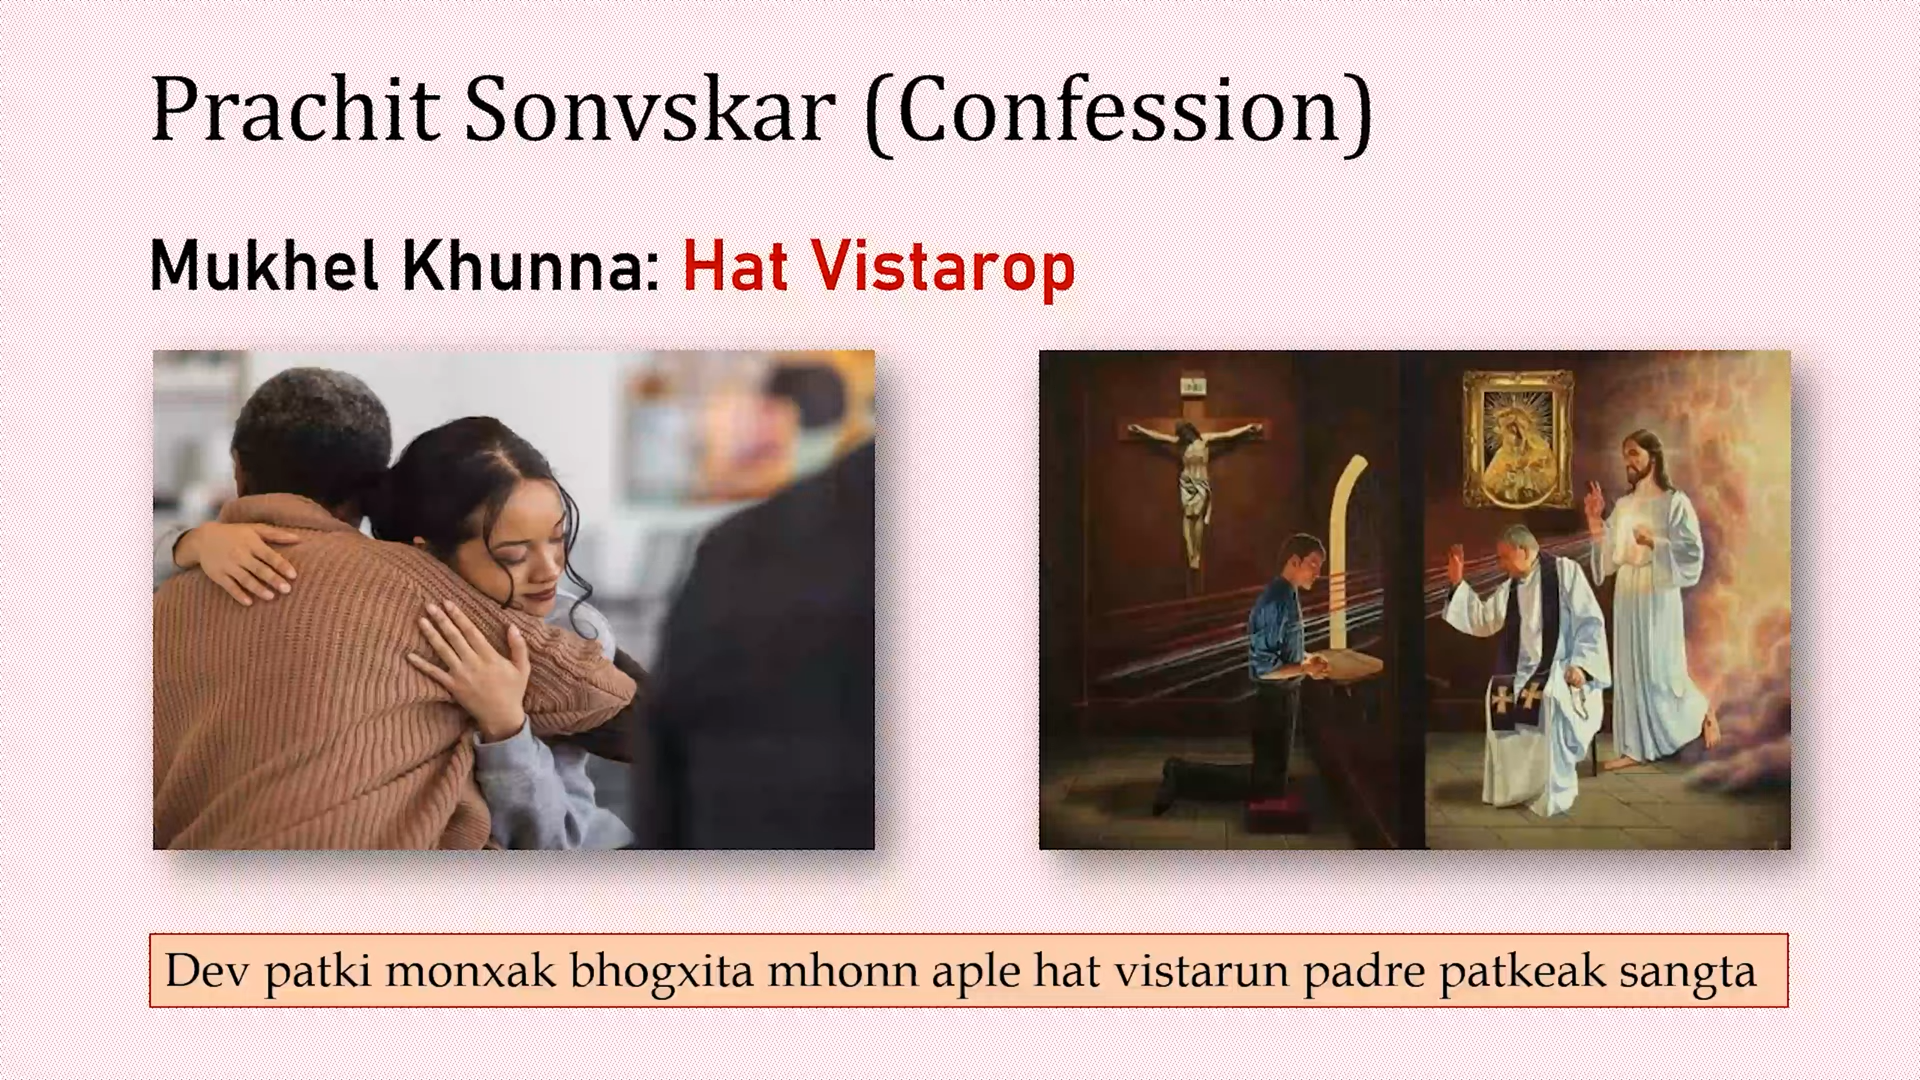 Prachit Sonvskar (Confession)
Mukhel Khunna: Hat Vistarop
Dev patki monxak bhogxita mhonn aple hat vistarun padre patkeak sangta